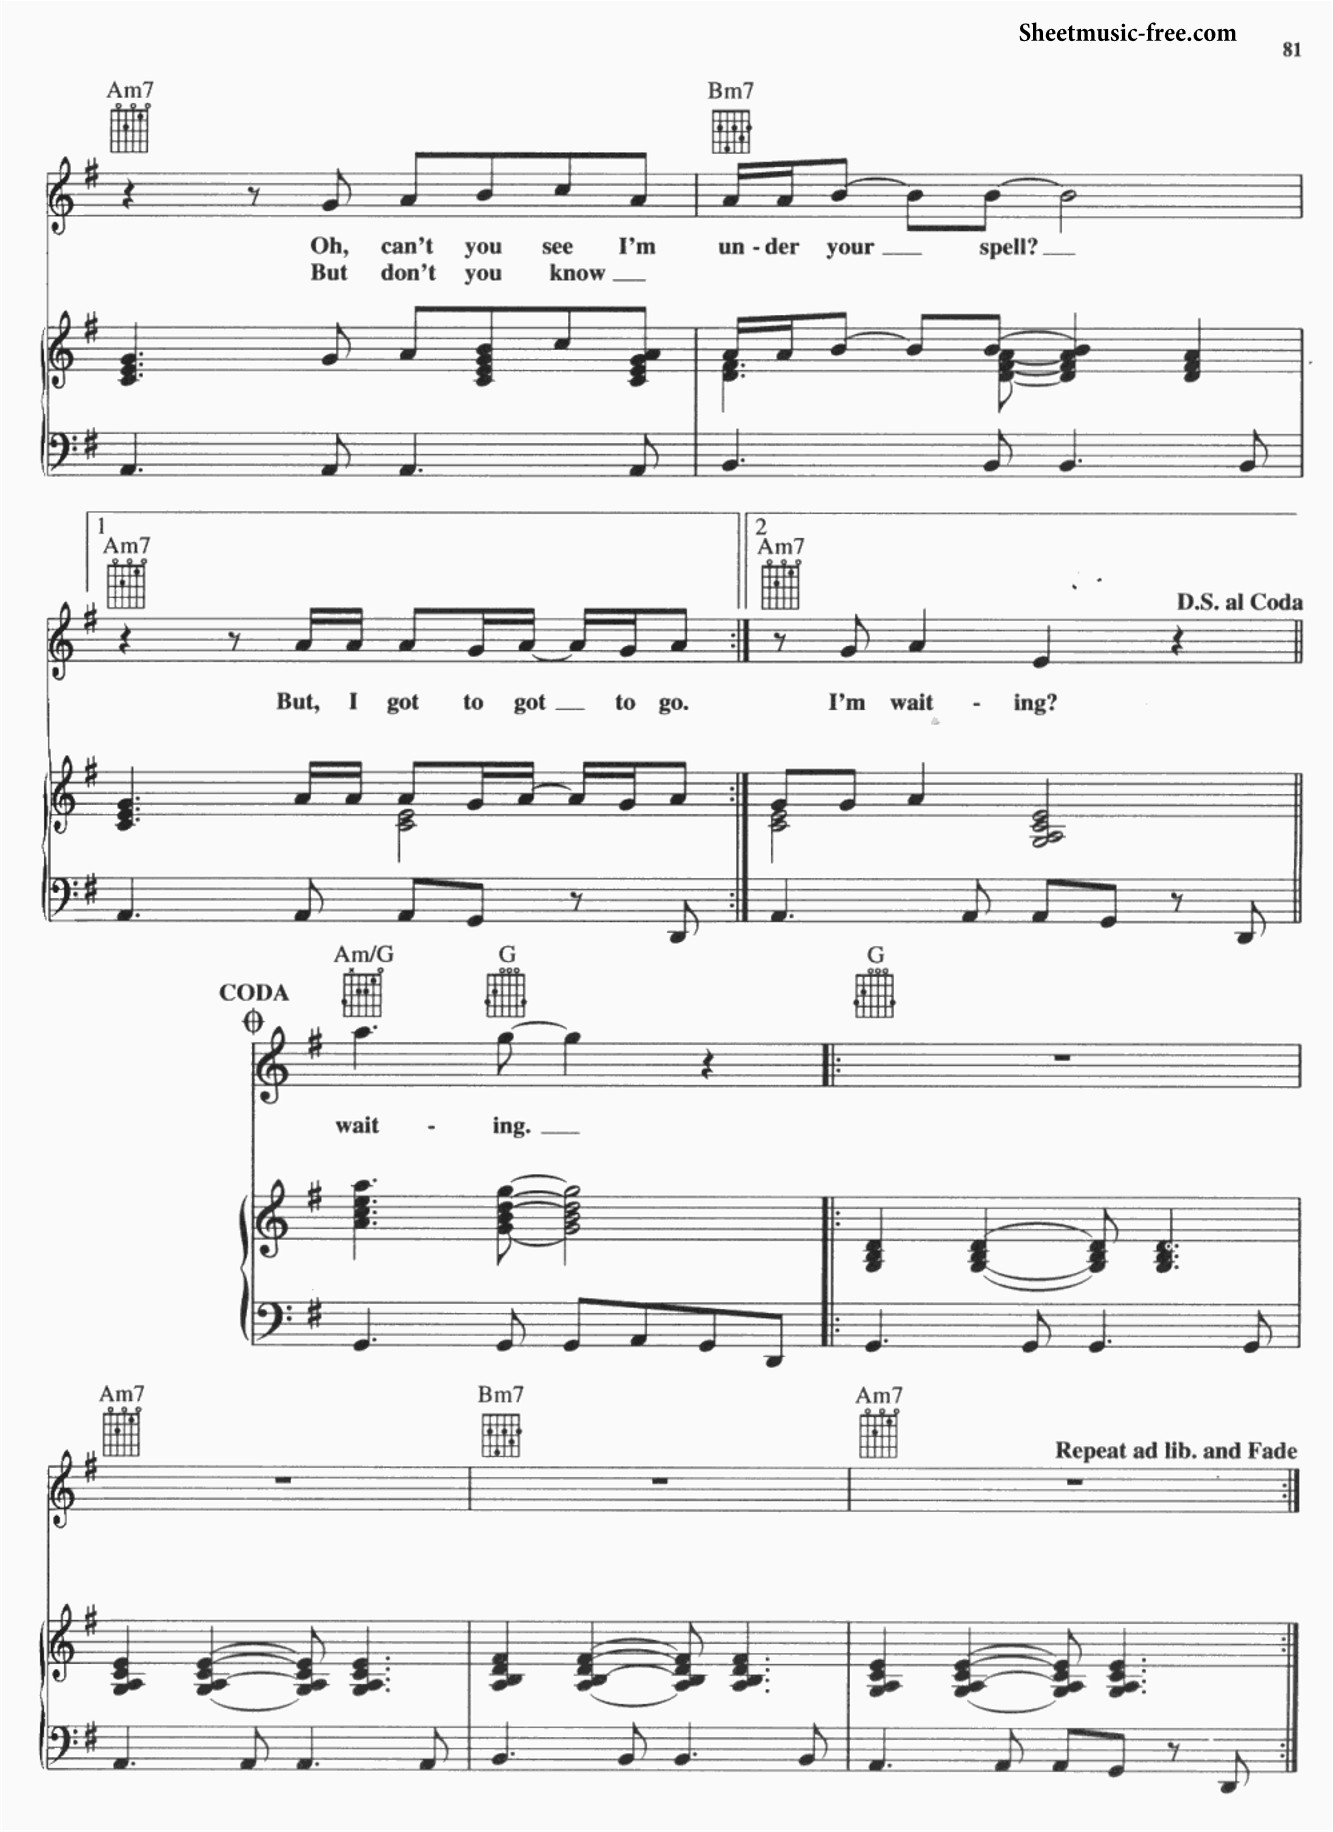 Sheetmusic-free.com
81
Am7 Bm7
Oh, can't you see I'm un - der your spell?
But don't you know
1 2
Am7 Am7
D.S. al Coda
But, I got to got to go. I'm wait - ing?
Am/G G G
CODA
wait - ing.
Am7 Bm7 Am7
Repeat ad lib. and Fade